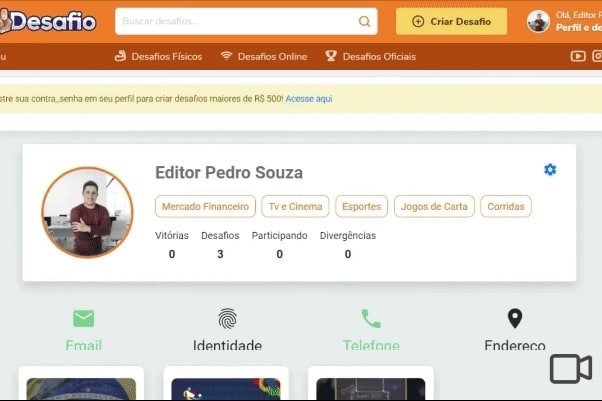 Desafio
Buscar desafios...
Criar Desafio
Olá, Editor
Perfil e de
u
Desafios Físicos
Desafios Online
Desafios Oficiais
stre sua contra_senha em seu perfil para criar desafios maiores de R$ 500! Acesse aqui
Editor Pedro Souza
Mercado Financeiro
Tv e Cinema
Esportes
Jogos de Carta
Corridas
Vitórias Desafios Participando Divergências
0 3 0 0
Email Identidade Telefone Endereço